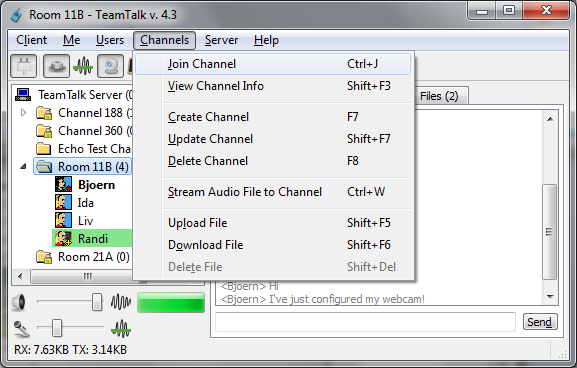 Room 11B - TeamTalk v. 4.3
Client Me Users Channels Server Help
Join Channel Ctrl+J
View Channel Info Shift+F3
Create Channel F7
Update Channel Shift+F7
Delete Channel F8
Stream Audio File to Channel Ctrl+W
Upload File Shift+F5
Download File Shift+F6
Delete File Shift+Del
TeamTalk Server (0
Channel 188 (
Channel 360 (
Echo Test Chan
Room 11B (4)
Bjoern
Ida
Liv
Randi
Room 21A (0)
Files (2)
<Bjoern> Hi
<Bjoern> I've just configured my webcam!
Send
RX: 7.63KB TX: 3.14KB